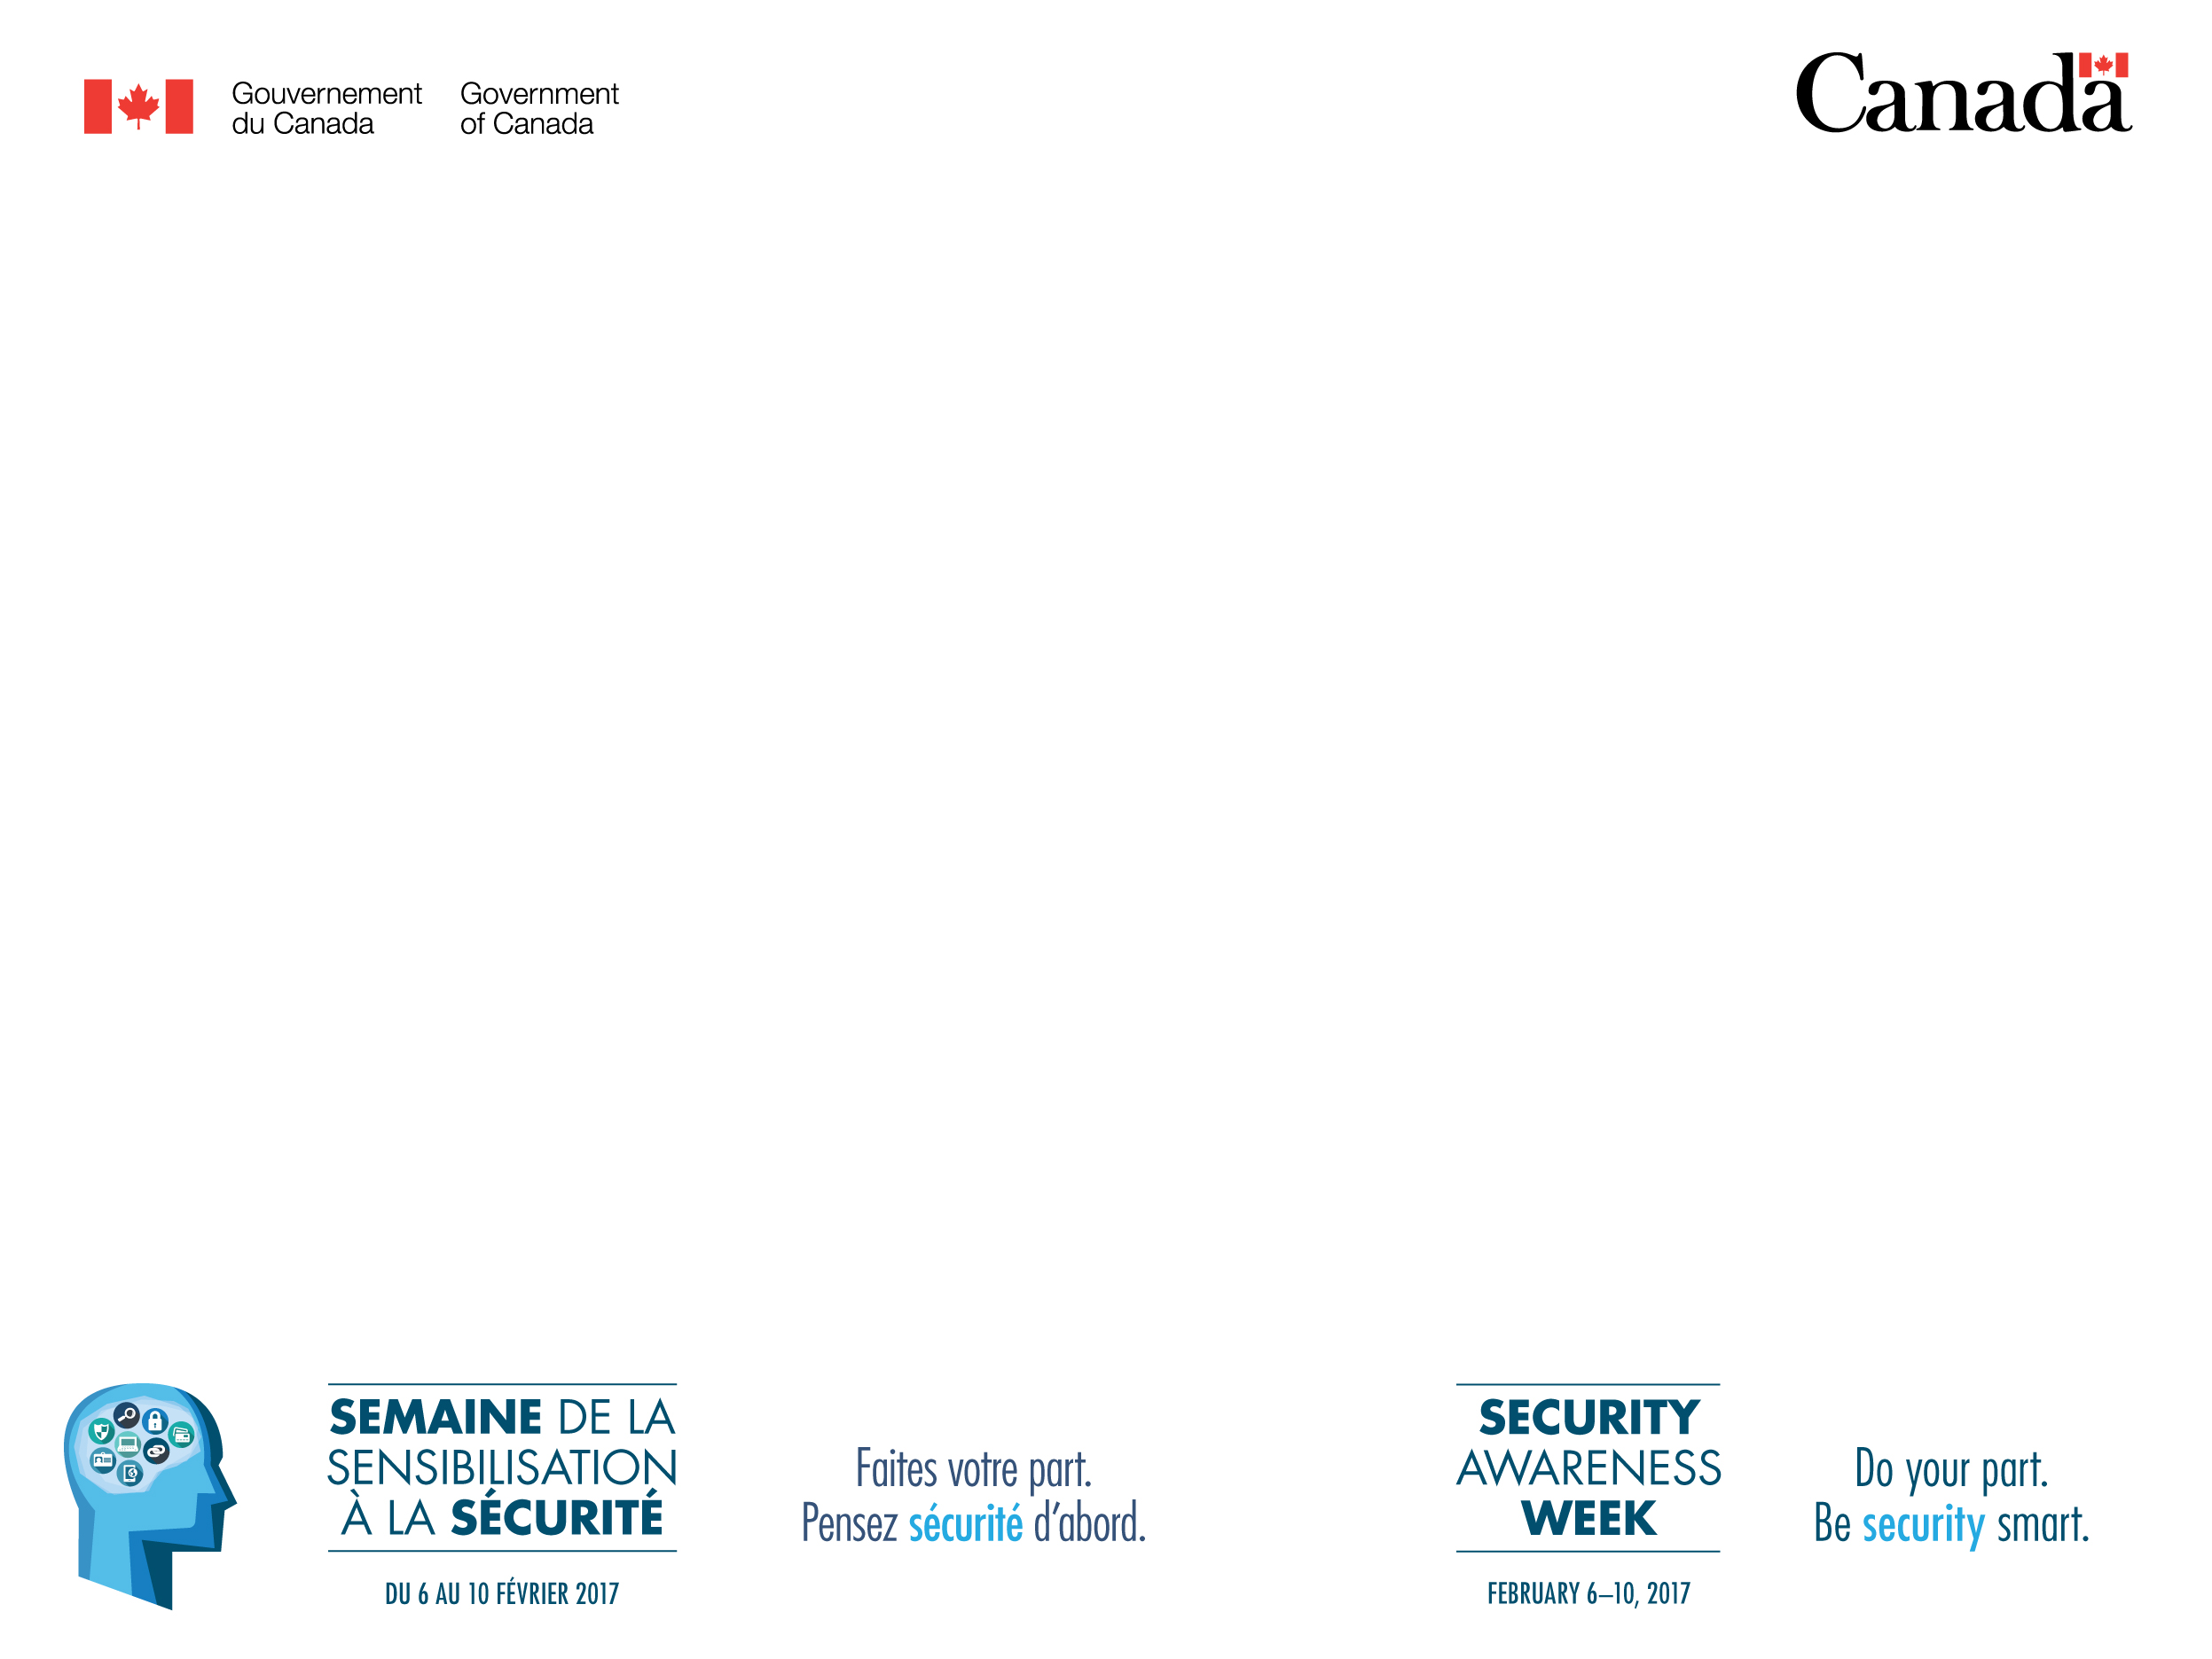 Gouvernement
du Canada
Government
of Canada
Canada
SEMAINE DE LA
SENSIBILISATION
À LA SÉCURITÉ
DU 6 AU 10 FÉVRIER 2017
Faites votre part.
Pensez sécurité d'abord.
SECURITY
AWARENESS
WEEK
FEBRUARY 6–10, 2017
Do your part.
Be security smart.